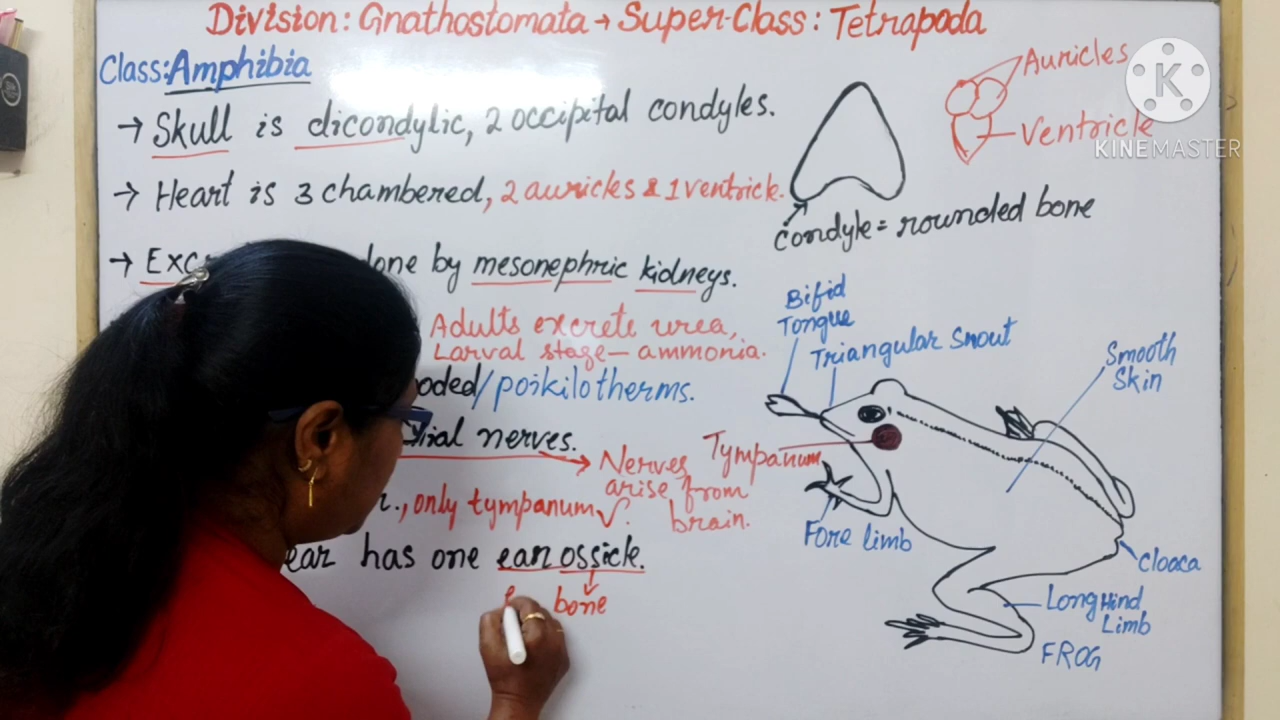 Division: Gnathostomata → Super-Class: Tetrapoda
Class: Amphibia
→ Skull is dicondylic, 2 occipital condyles.
→ Heart is 3 chambered, 2 auricles & 1 ventricle.
→ Exc
done by mesonephric kidneys.
Adults excrete urea,
Larval stage — ammonia.
ooded/poikilotherms.
nial nerves.
Nerves
arise from
brain.
r., only tympanum ✓.
ear has one ear ossicle.
bone
Auricles
Ventricle
K
KINEMASTER
Condyle = rounded bone
Bifid
Tongue
Triangular Snout
Smooth
Skin
Tympanum
Fore limb
Cloaca
Long Hind
Limb
FROG